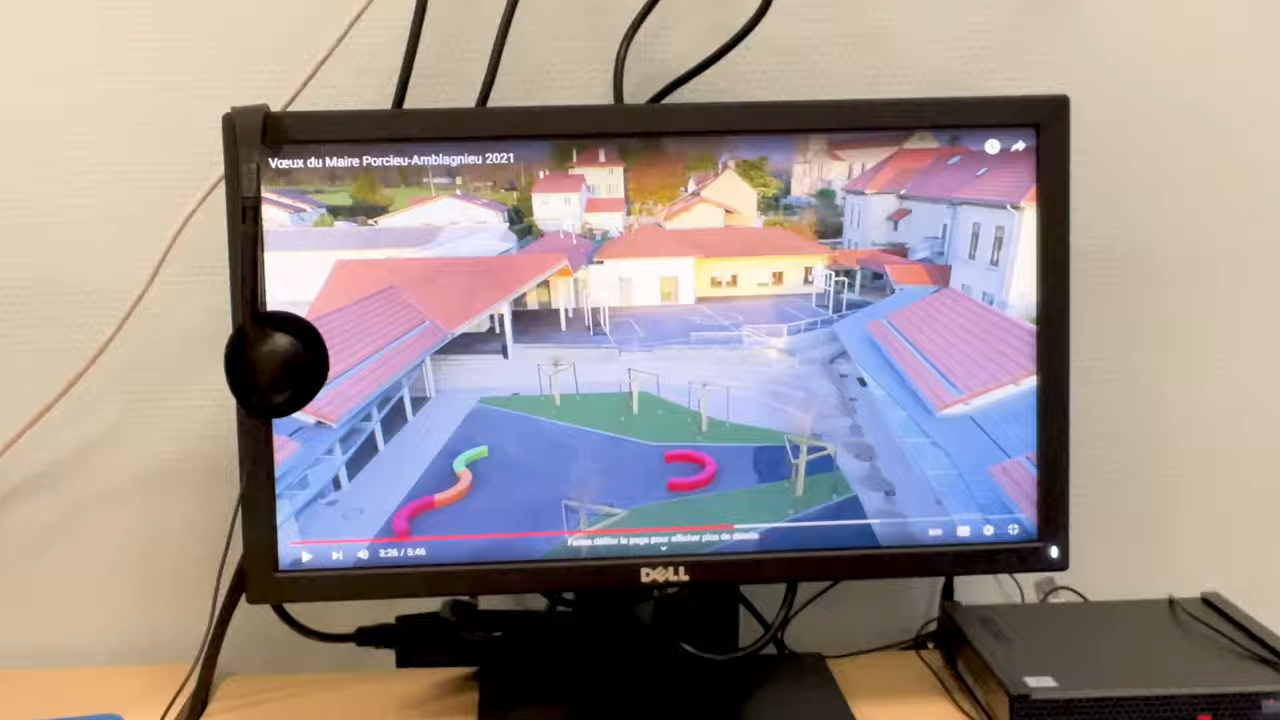 Vœux du Maire Porcieu-Amblagnieu 2021
Faites défiler la page pour afficher plus de détails
3:26 / 5:46
DELL